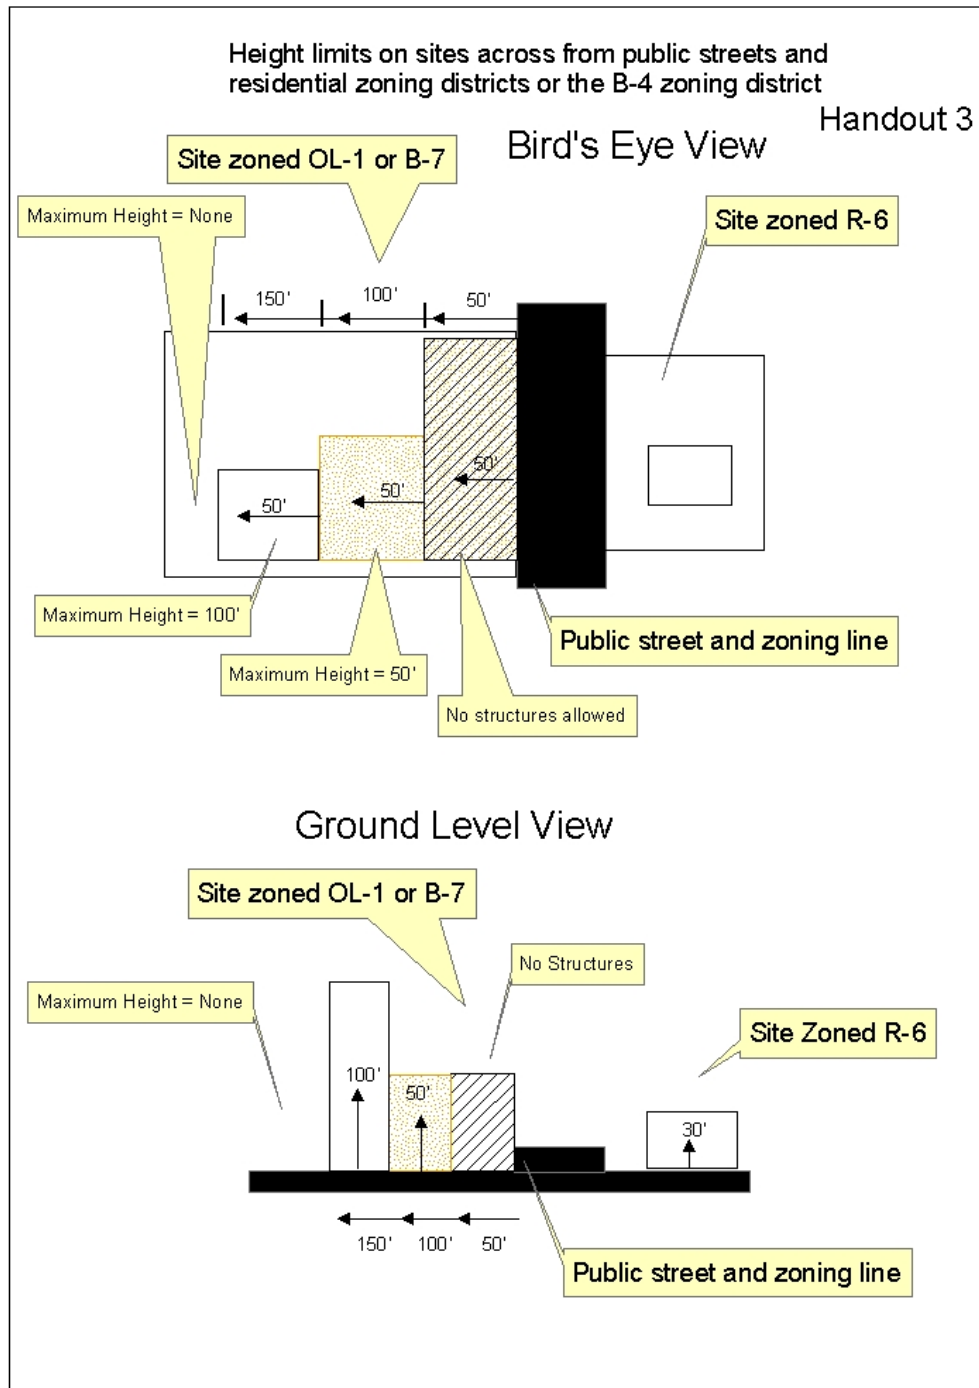 Height limits on sites across from public streets and
residential zoning districts or the B-4 zoning district
Handout 3
Bird's Eye View
Site zoned OL-1 or B-7
Maximum Height = None
Site zoned R-6
150'
100'
50'
50'
50'
50'
Maximum Height = 100'
Public street and zoning line
Maximum Height = 50'
No structures allowed
Ground Level View
Site zoned OL-1 or B-7
No Structures
Maximum Height = None
Site Zoned R-6
100'
50'
30'
150'
100'
50'
Public street and zoning line